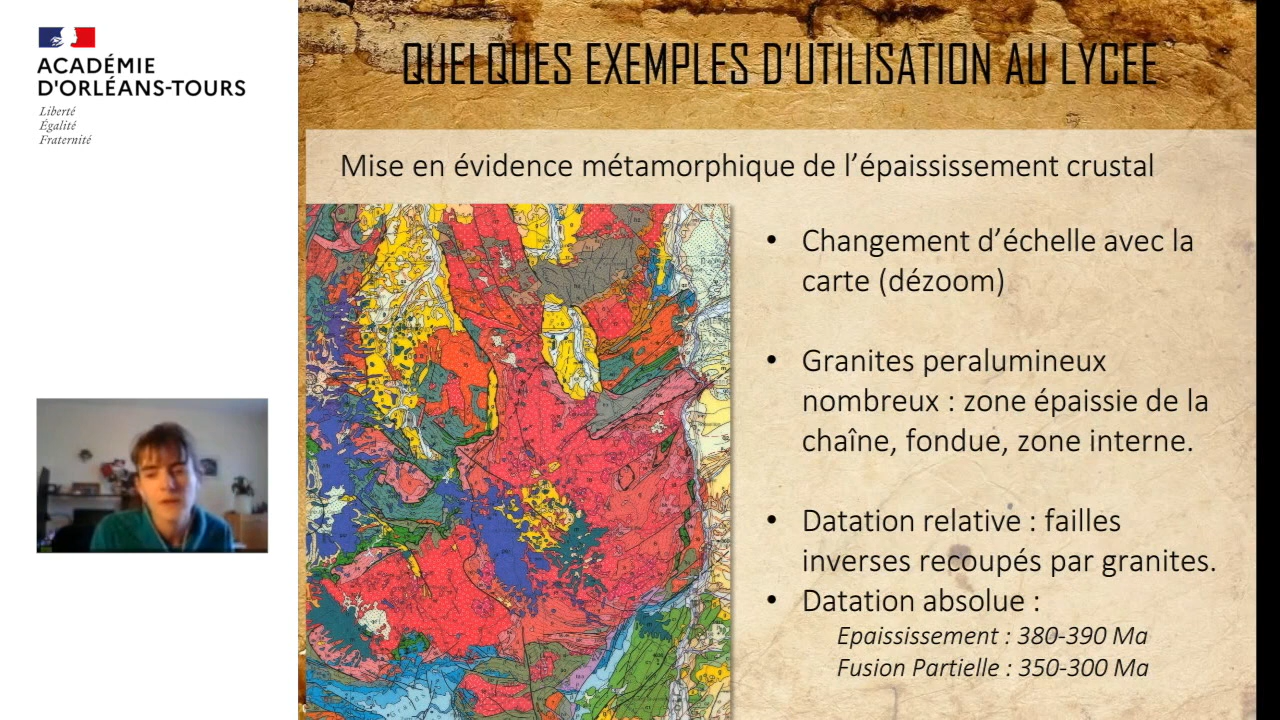 ACADÉMIE
D'ORLÉANS-TOURS
Liberté
Égalité
Fraternité
QUELQUES EXEMPLES D'UTILISATION AU LYCEE
Mise en évidence métamorphique de l'épaississement crustal
• Changement d'échelle avec la
carte (dézoom)
• Granites peralumineux
nombreux : zone épaissie de la
chaîne, fondue, zone interne.
• Datation relative : failles
inverses recoupés par granites.
• Datation absolue :
Epaississement : 380-390 Ma
Fusion Partielle : 350-300 Ma